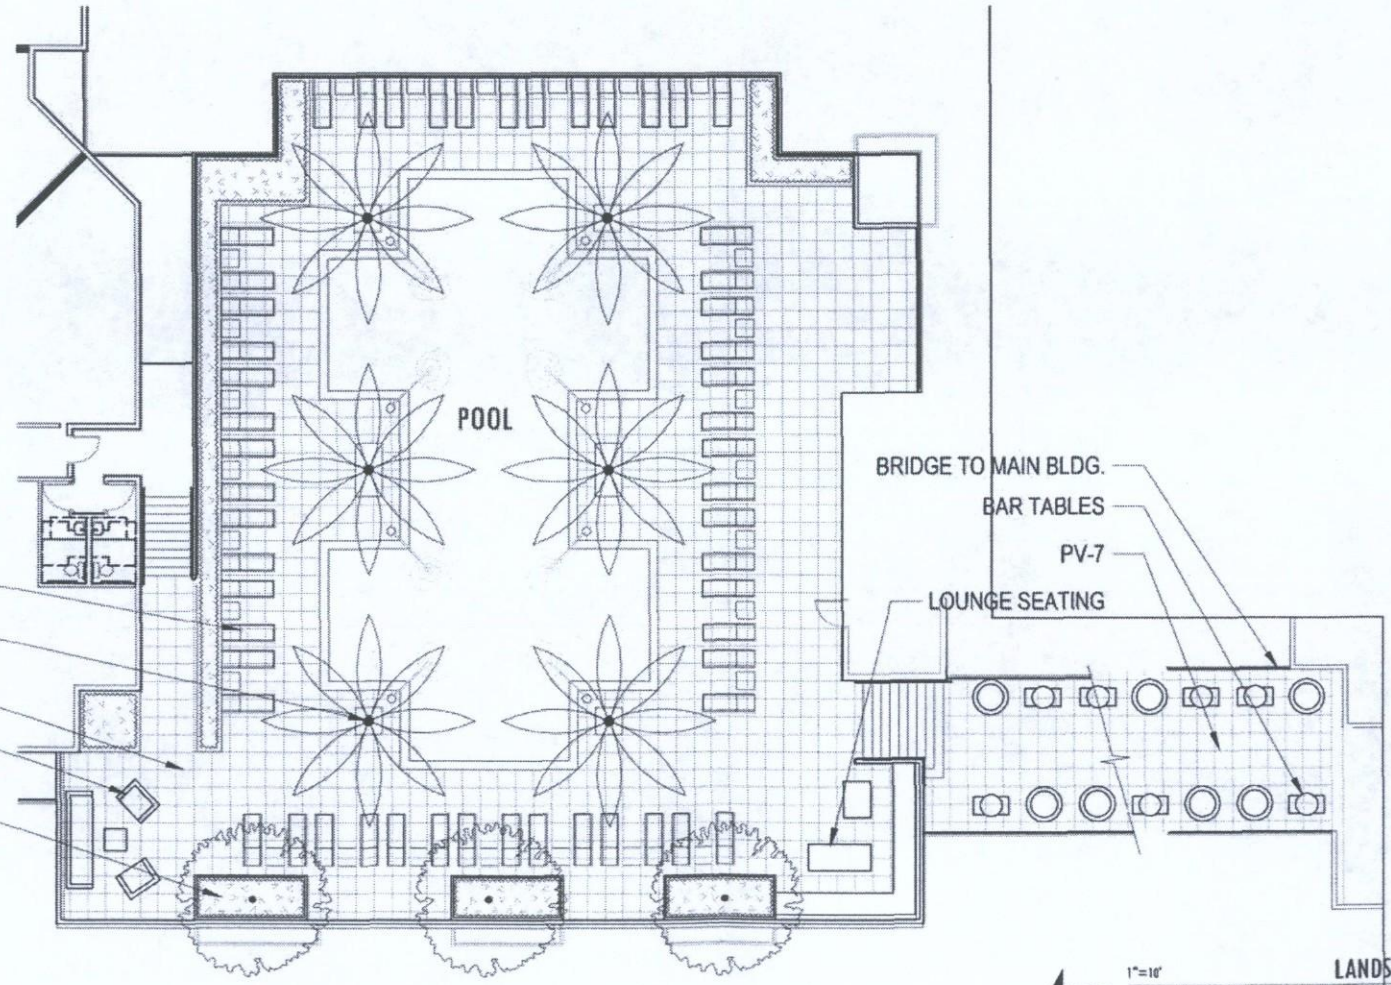 POOL
BRIDGE TO MAIN BLDG.
BAR TABLES
PV-7
LOUNGE SEATING
1"=10'
LANDS